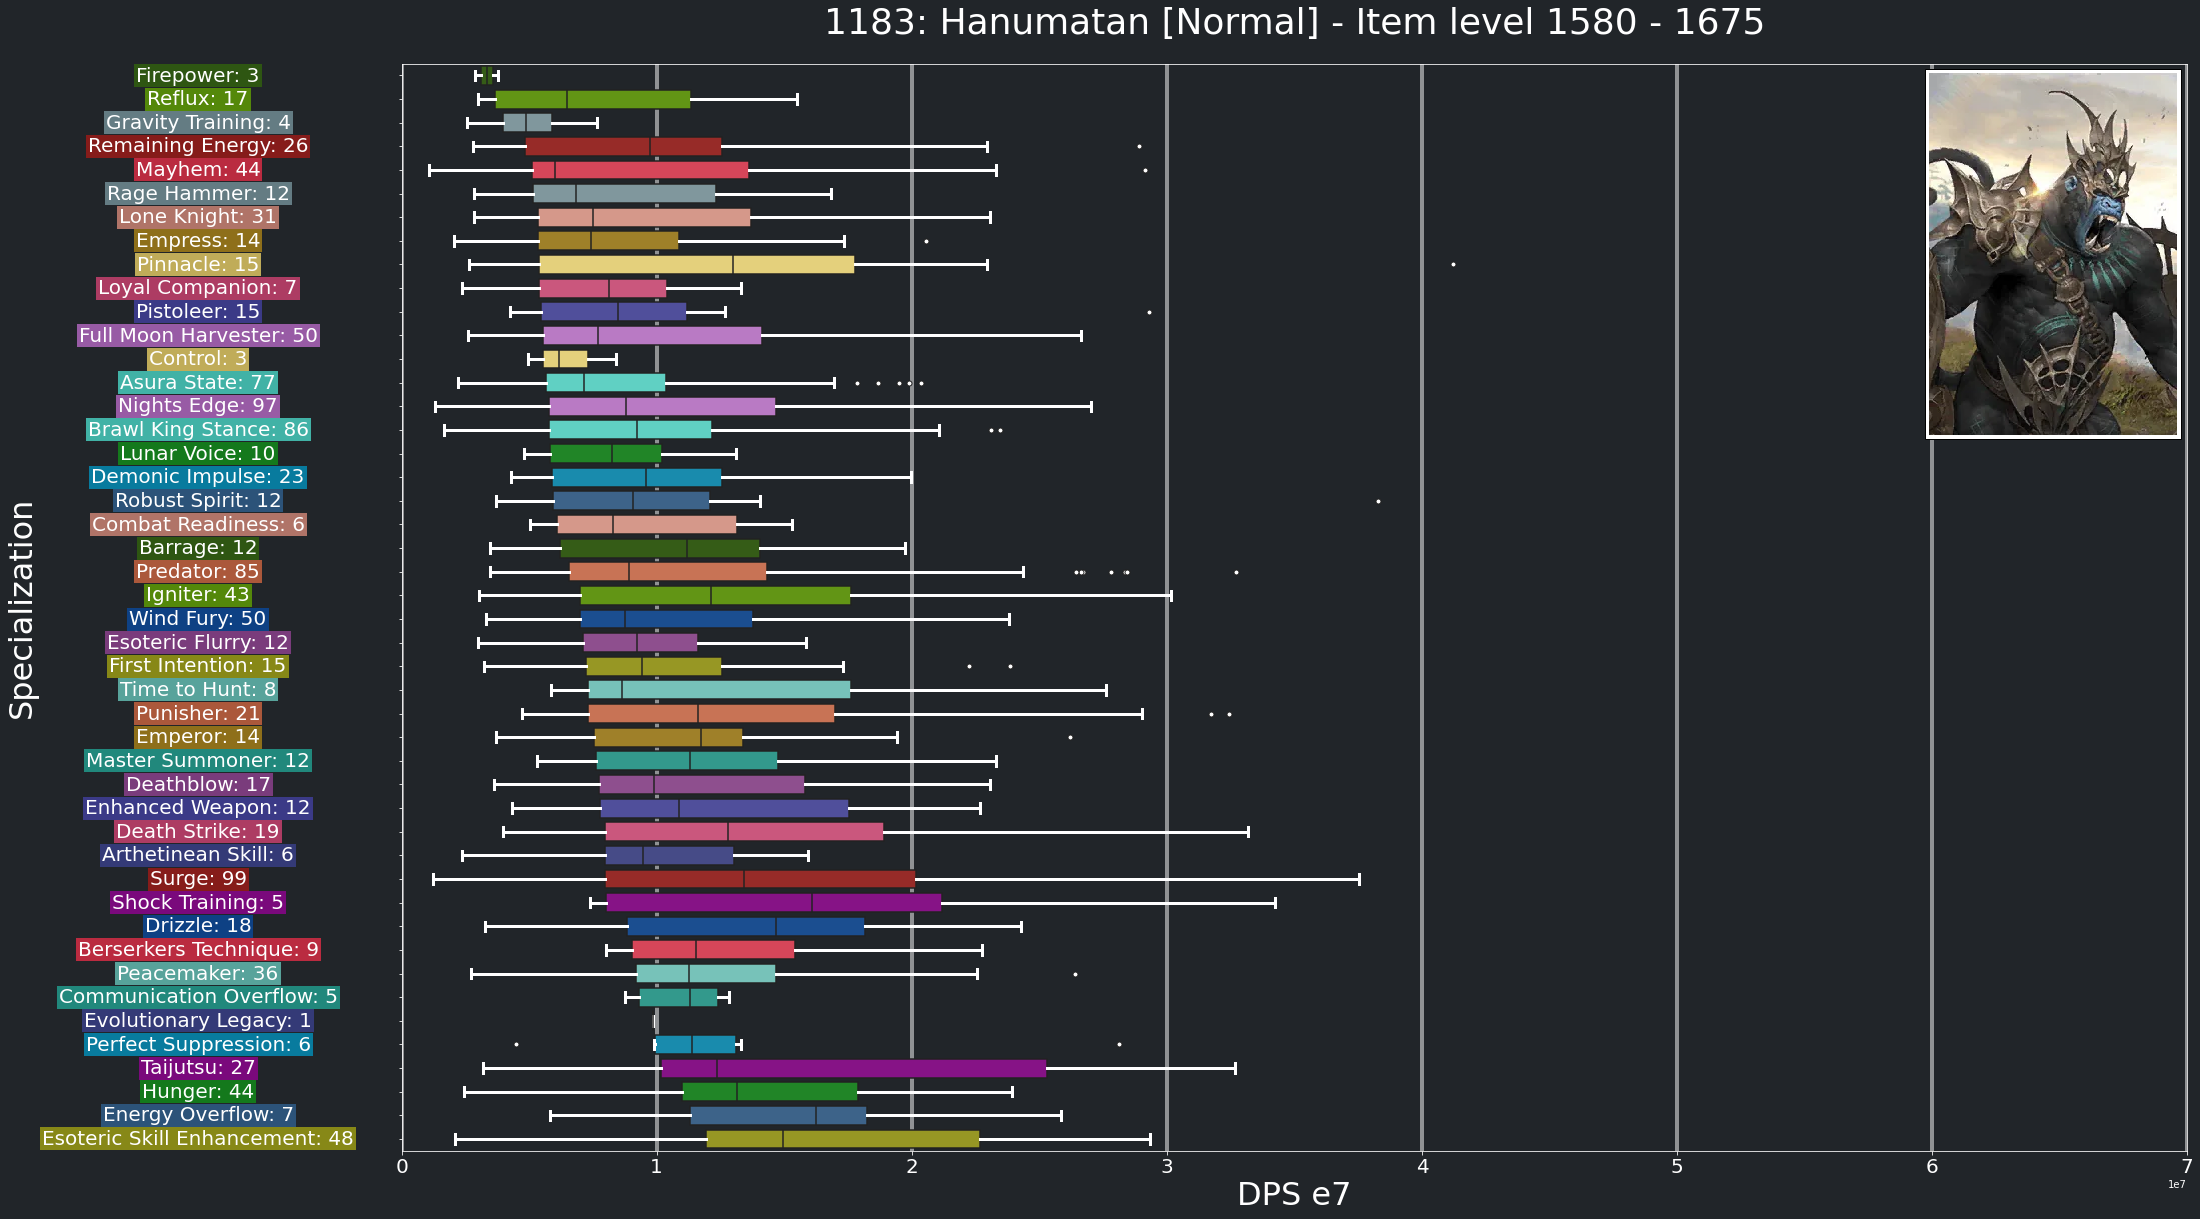 1183: Hanumatan [Normal] - Item level 1580 - 1675
Specialization
Firepower: 3
Reflux: 17
Gravity Training: 4
Remaining Energy: 26
Mayhem: 44
Rage Hammer: 12
Lone Knight: 31
Empress: 14
Pinnacle: 15
Loyal Companion: 7
Pistoleer: 15
Full Moon Harvester: 50
Control: 3
Asura State: 77
Nights Edge: 97
Brawl King Stance: 86
Lunar Voice: 10
Demonic Impulse: 23
Robust Spirit: 12
Combat Readiness: 6
Barrage: 12
Predator: 85
Igniter: 43
Wind Fury: 50
Esoteric Flurry: 12
First Intention: 15
Time to Hunt: 8
Punisher: 21
Emperor: 14
Master Summoner: 12
Deathblow: 17
Enhanced Weapon: 12
Death Strike: 19
Arthetinean Skill: 6
Surge: 99
Shock Training: 5
Drizzle: 18
Berserkers Technique: 9
Peacemaker: 36
Communication Overflow: 5
Evolutionary Legacy: 1
Perfect Suppression: 6
Taijutsu: 27
Hunger: 44
Energy Overflow: 7
Esoteric Skill Enhancement: 48
0 1 2 3 4 5 6 7
1e7
DPS e7